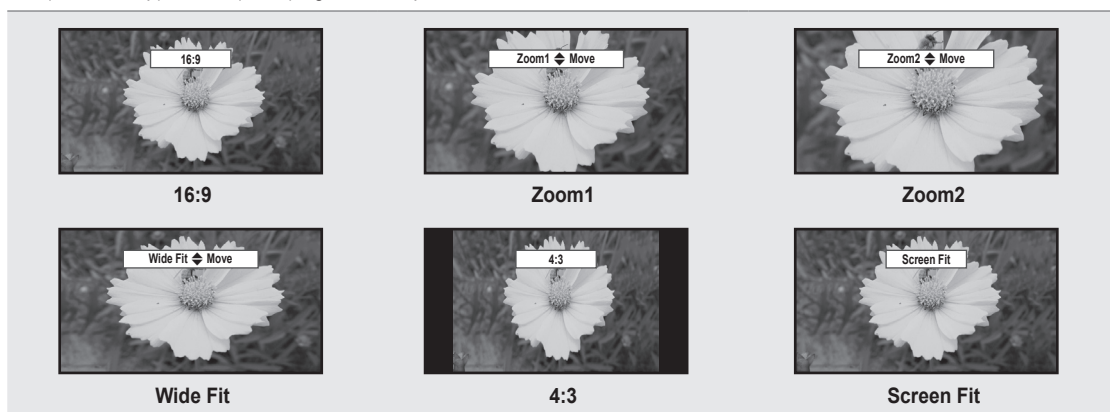 16:9
Zoom1 Move
Zoom2 Move
16:9
Zoom1
Zoom2
Wide Fit Move
4:3
Screen Fit
Wide Fit
4:3
Screen Fit